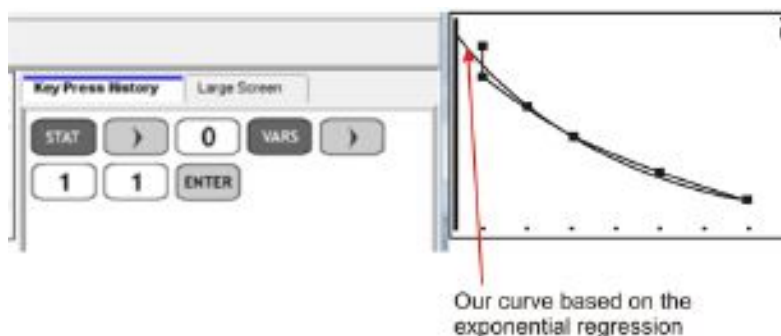 Key Press History Large Screen
STAT 0 VARS
1 1 ENTER
Our curve based on the
exponential regression